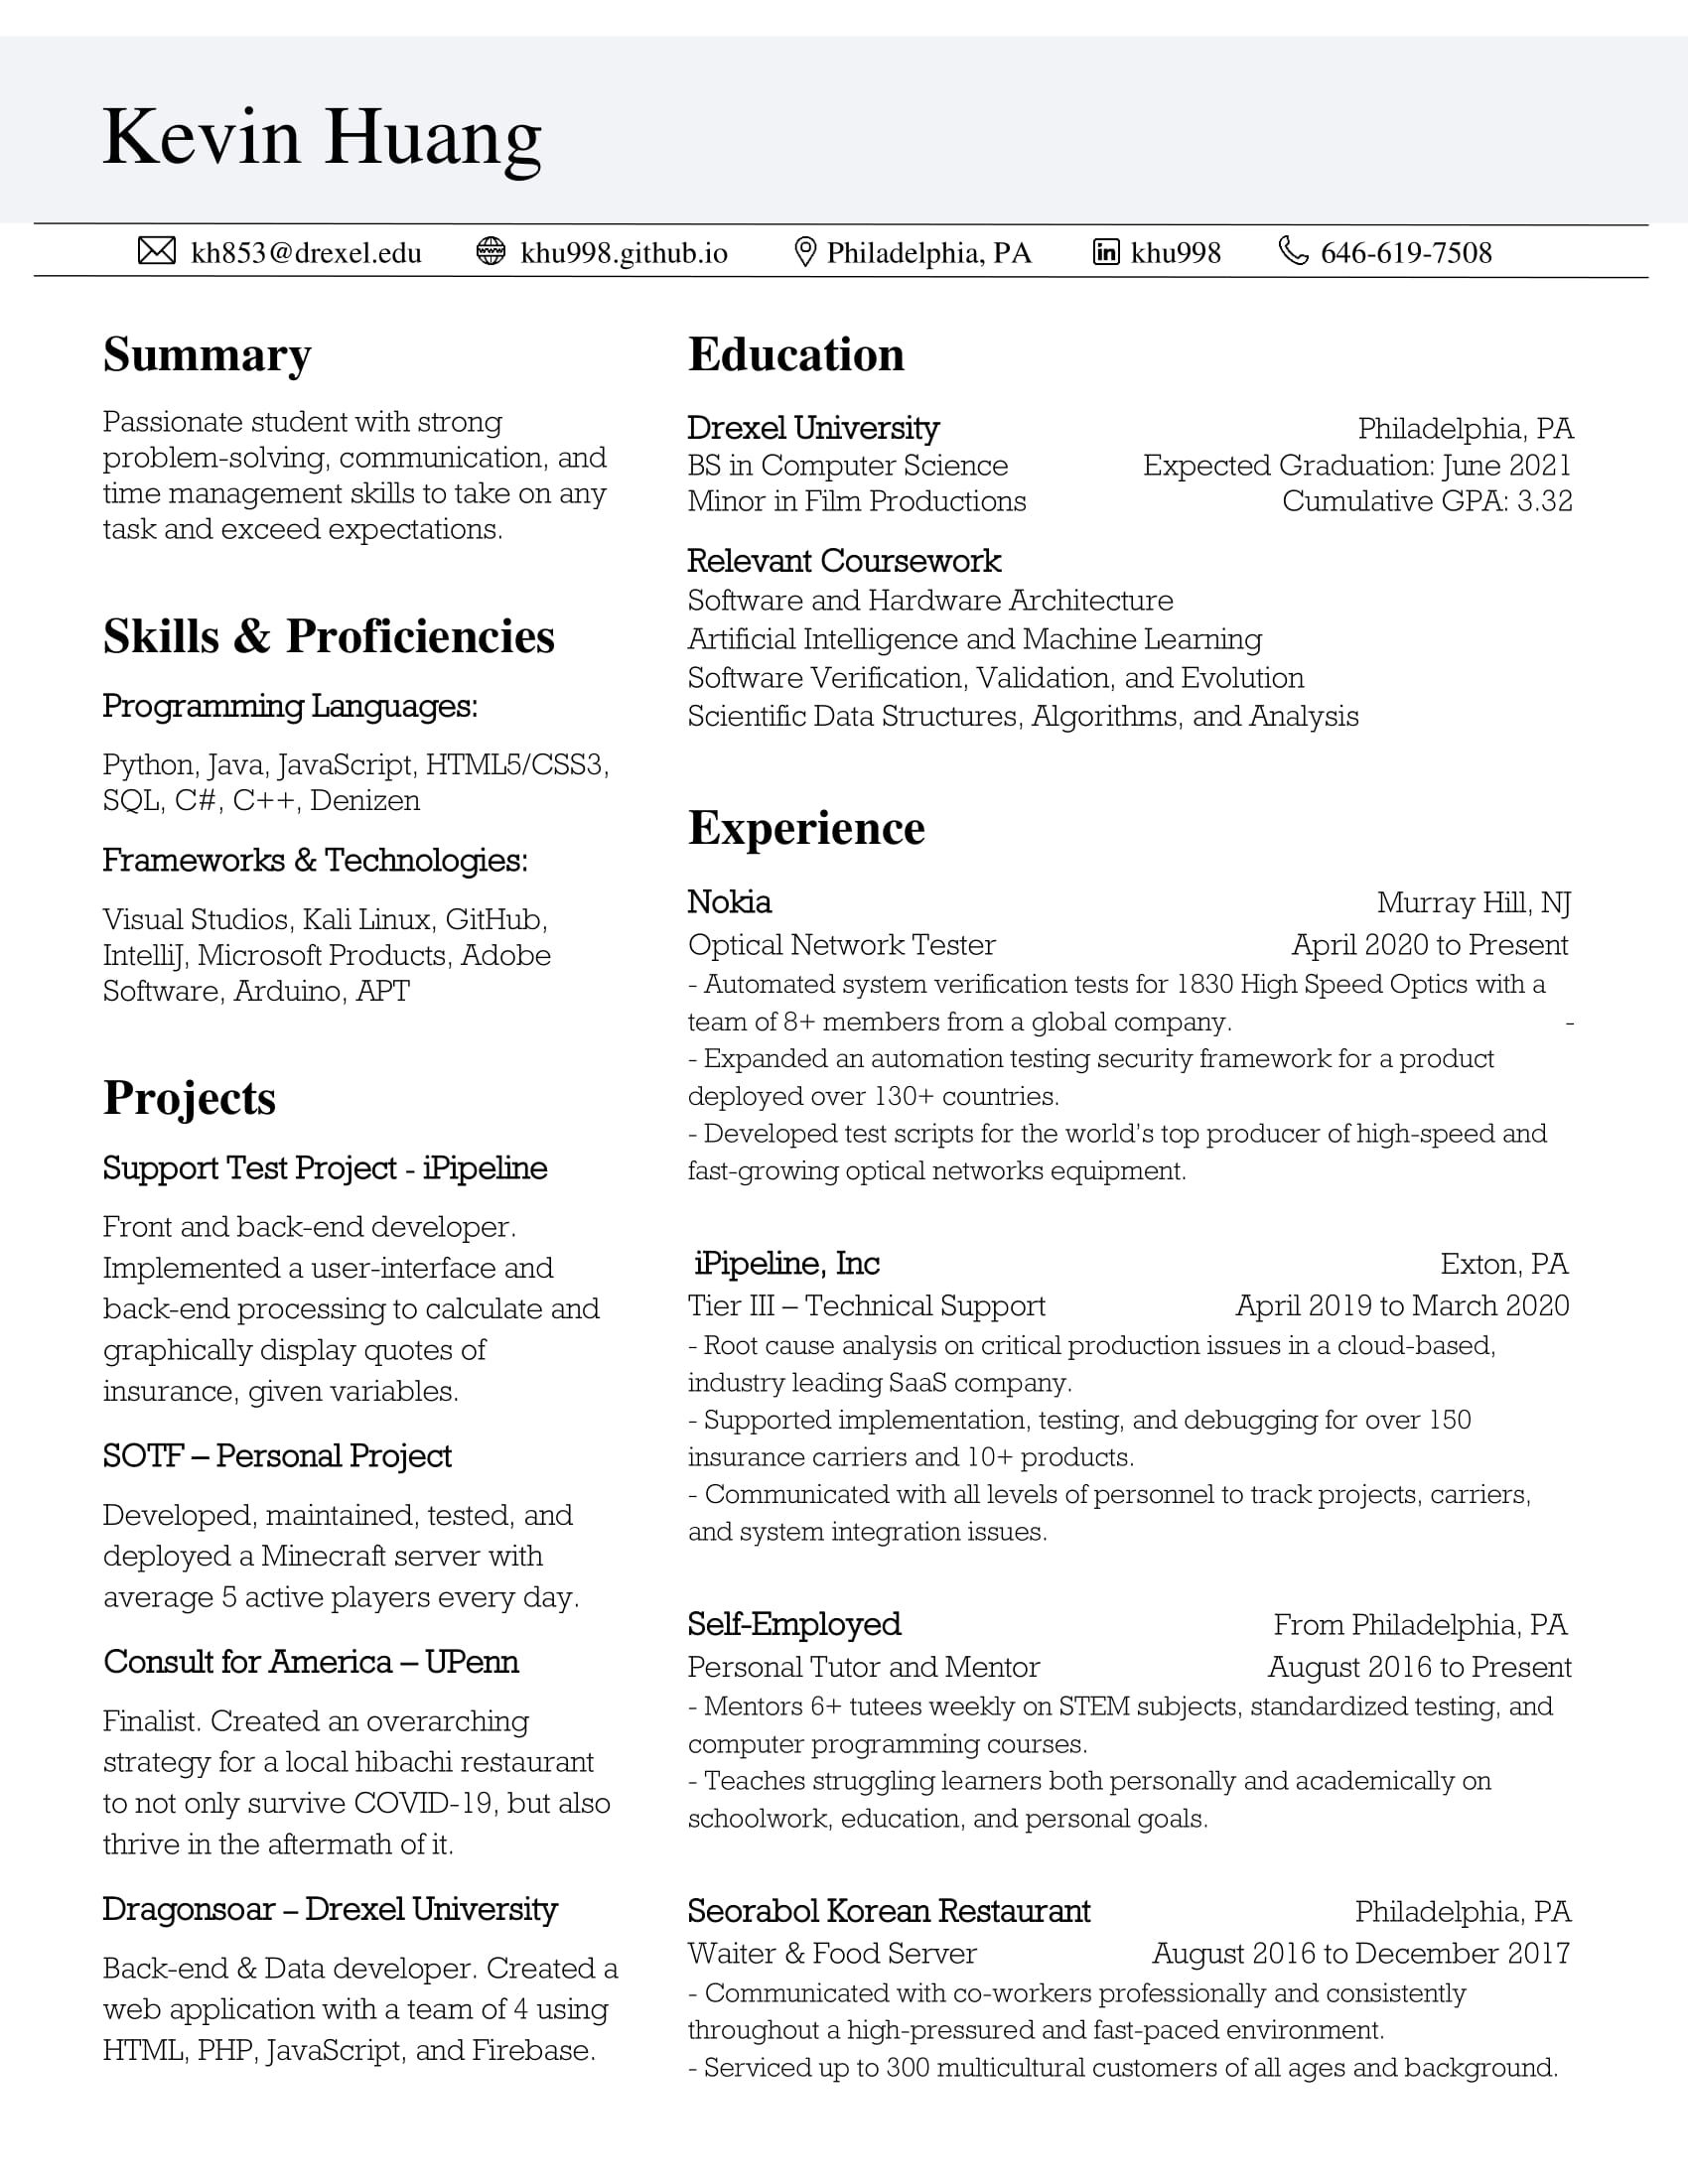 Kevin Huang
kh853@drexel.edu khu998.github.io Philadelphia, PA khu998 646-619-7508
Summary
Passionate student with strong
problem-solving, communication, and
time management skills to take on any
task and exceed expectations.
Skills & Proficiencies
Programming Languages:
Python, Java, JavaScript, HTML5/CSS3,
SQL, C#, C++, Denizen
Frameworks & Technologies:
Visual Studios, Kali Linux, GitHub,
IntelliJ, Microsoft Products, Adobe
Software, Arduino, APT
Projects
Support Test Project - iPipeline
Front and back-end developer.
Implemented a user-interface and
back-end processing to calculate and
graphically display quotes of
insurance, given variables.
SOTF – Personal Project
Developed, maintained, tested, and
deployed a Minecraft server with
average 5 active players every day.
Consult for America – UPenn
Finalist. Created an overarching
strategy for a local hibachi restaurant
to not only survive COVID-19, but also
thrive in the aftermath of it.
Dragonsoar – Drexel University
Back-end & Data developer. Created a
web application with a team of 4 using
HTML, PHP, JavaScript, and Firebase.
Education
Drexel University Philadelphia, PA
BS in Computer Science Expected Graduation: June 2021
Minor in Film Productions Cumulative GPA: 3.32
Relevant Coursework
Software and Hardware Architecture
Artificial Intelligence and Machine Learning
Software Verification, Validation, and Evolution
Scientific Data Structures, Algorithms, and Analysis
Experience
Nokia Murray Hill, NJ
Optical Network Tester April 2020 to Present
- Automated system verification tests for 1830 High Speed Optics with a
team of 8+ members from a global company. -
- Expanded an automation testing security framework for a product
deployed over 130+ countries.
- Developed test scripts for the world's top producer of high-speed and
fast-growing optical networks equipment.
iPipeline, Inc Exton, PA
Tier III – Technical Support April 2019 to March 2020
- Root cause analysis on critical production issues in a cloud-based,
industry leading SaaS company.
- Supported implementation, testing, and debugging for over 150
insurance carriers and 10+ products.
- Communicated with all levels of personnel to track projects, carriers,
and system integration issues.
Self-Employed From Philadelphia, PA
Personal Tutor and Mentor August 2016 to Present
- Mentors 6+ tutees weekly on STEM subjects, standardized testing, and
computer programming courses.
- Teaches struggling learners both personally and academically on
schoolwork, education, and personal goals.
Seorabol Korean Restaurant Philadelphia, PA
Waiter & Food Server August 2016 to December 2017
- Communicated with co-workers professionally and consistently
throughout a high-pressured and fast-paced environment.
- Serviced up to 300 multicultural customers of all ages and background.